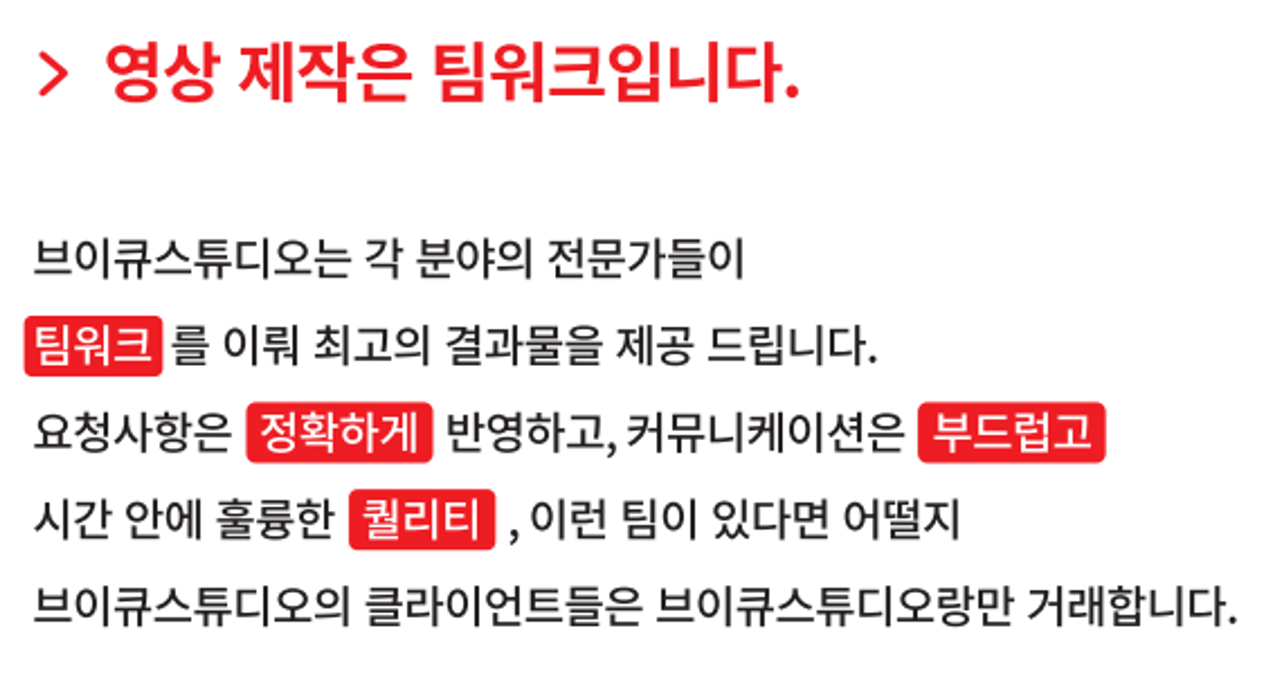 > 영상 제작은 팀워크입니다.
브이큐스튜디오는 각 분야의 전문가들이
팀워크 를 이뤄 최고의 결과물을 제공 드립니다.
요청사항은 정확하게 반영하고, 커뮤니케이션은 부드럽고
시간 안에 훌륭한 퀄리티 , 이런 팀이 있다면 어떨지
브이큐스튜디오의 클라이언트들은 브이큐스튜디오랑만 거래합니다.